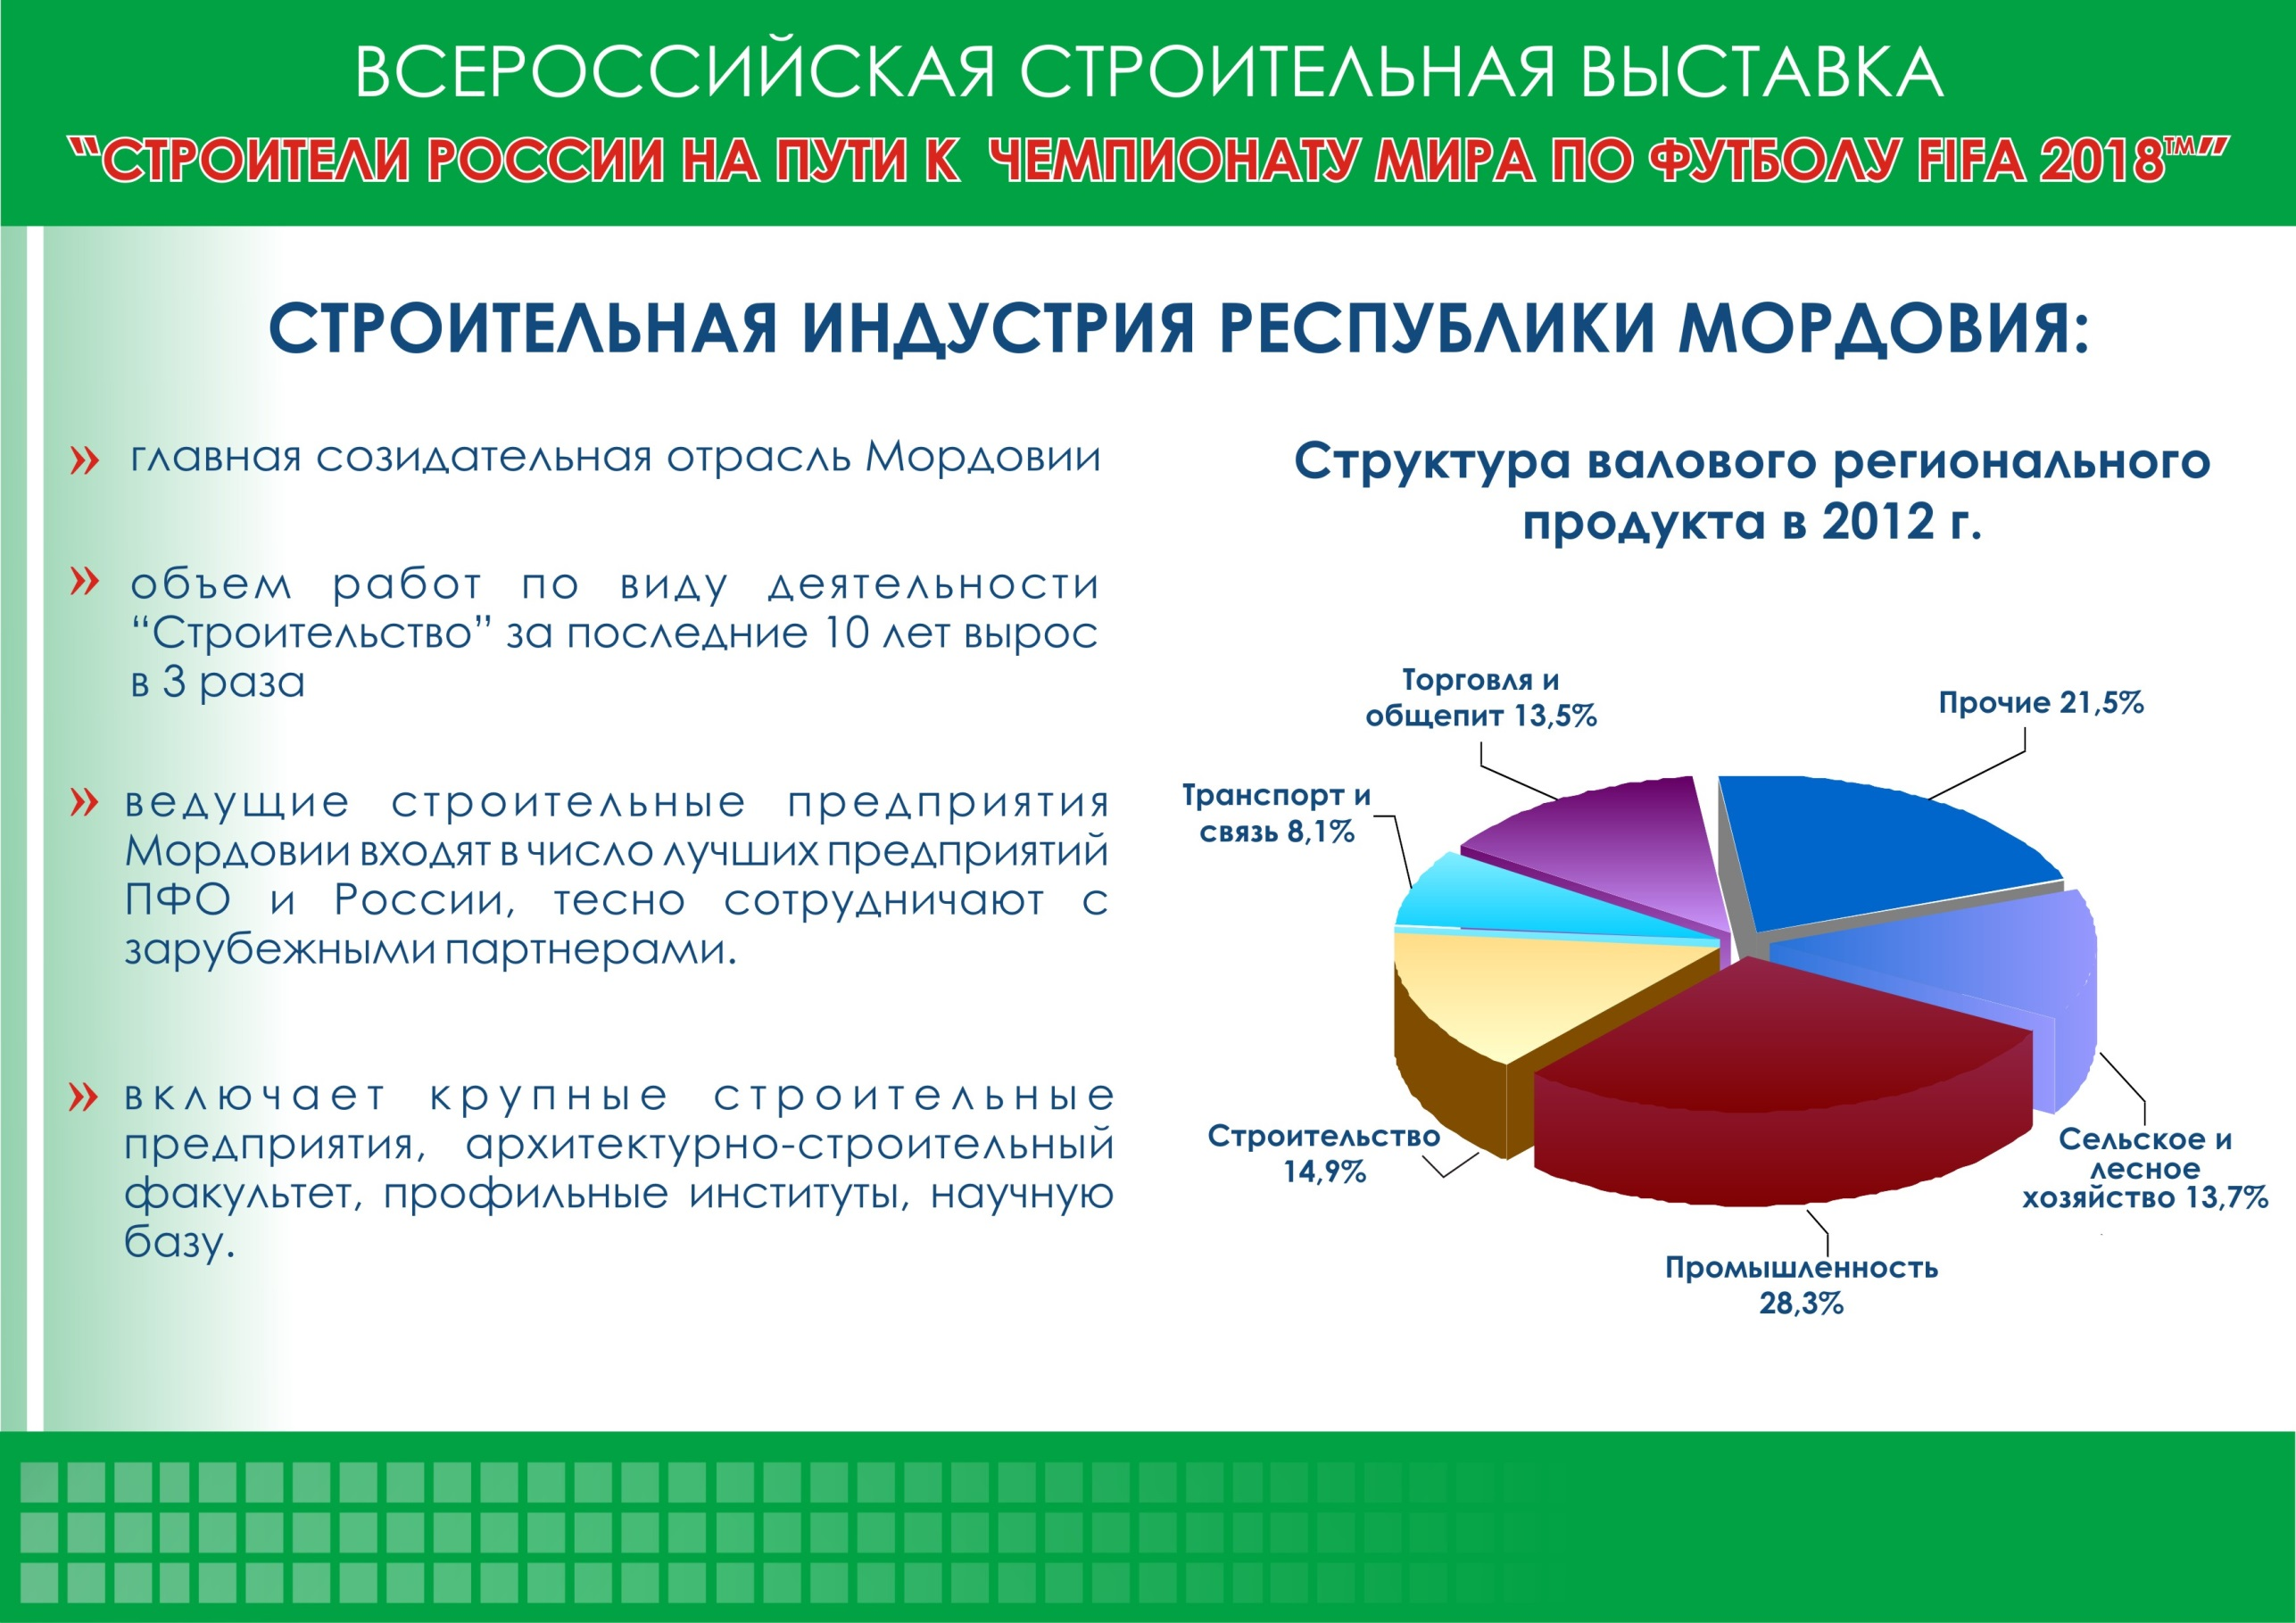 ВСЕРОССИЙСКАЯ СТРОИТЕЛЬНАЯ ВЫСТАВКА
“СТРОИТЕЛИ РОССИИ НА ПУТИ К ЧЕМПИОНАТУ МИРА ПО ФУТБОЛУ FIFA 2018™”
СТРОИТЕЛЬНАЯ ИНДУСТРИЯ РЕСПУБЛИКИ МОРДОВИЯ:
» главная созидательная отрасль Мордовии
» объем работ по виду деятельности
“Строительство” за последние 10 лет вырос
в 3 раза
» ведущие строительные предприятия
Мордовии входят в число лучших предприятий
ПФО и России, тесно сотрудничают с
зарубежными партнерами.
» включает крупные строительные
предприятия, архитектурно-строительный
факультет, профильные институты, научную
базу.
Структура валового регионального
продукта в 2012 г.
Торговля и
общепит 13,5%
Прочие 21,5%
Транспорт и
связь 8,1%
Строительство
14,9%
Сельское и
лесное
хозяйство 13,7%
Промышленность
28,3%